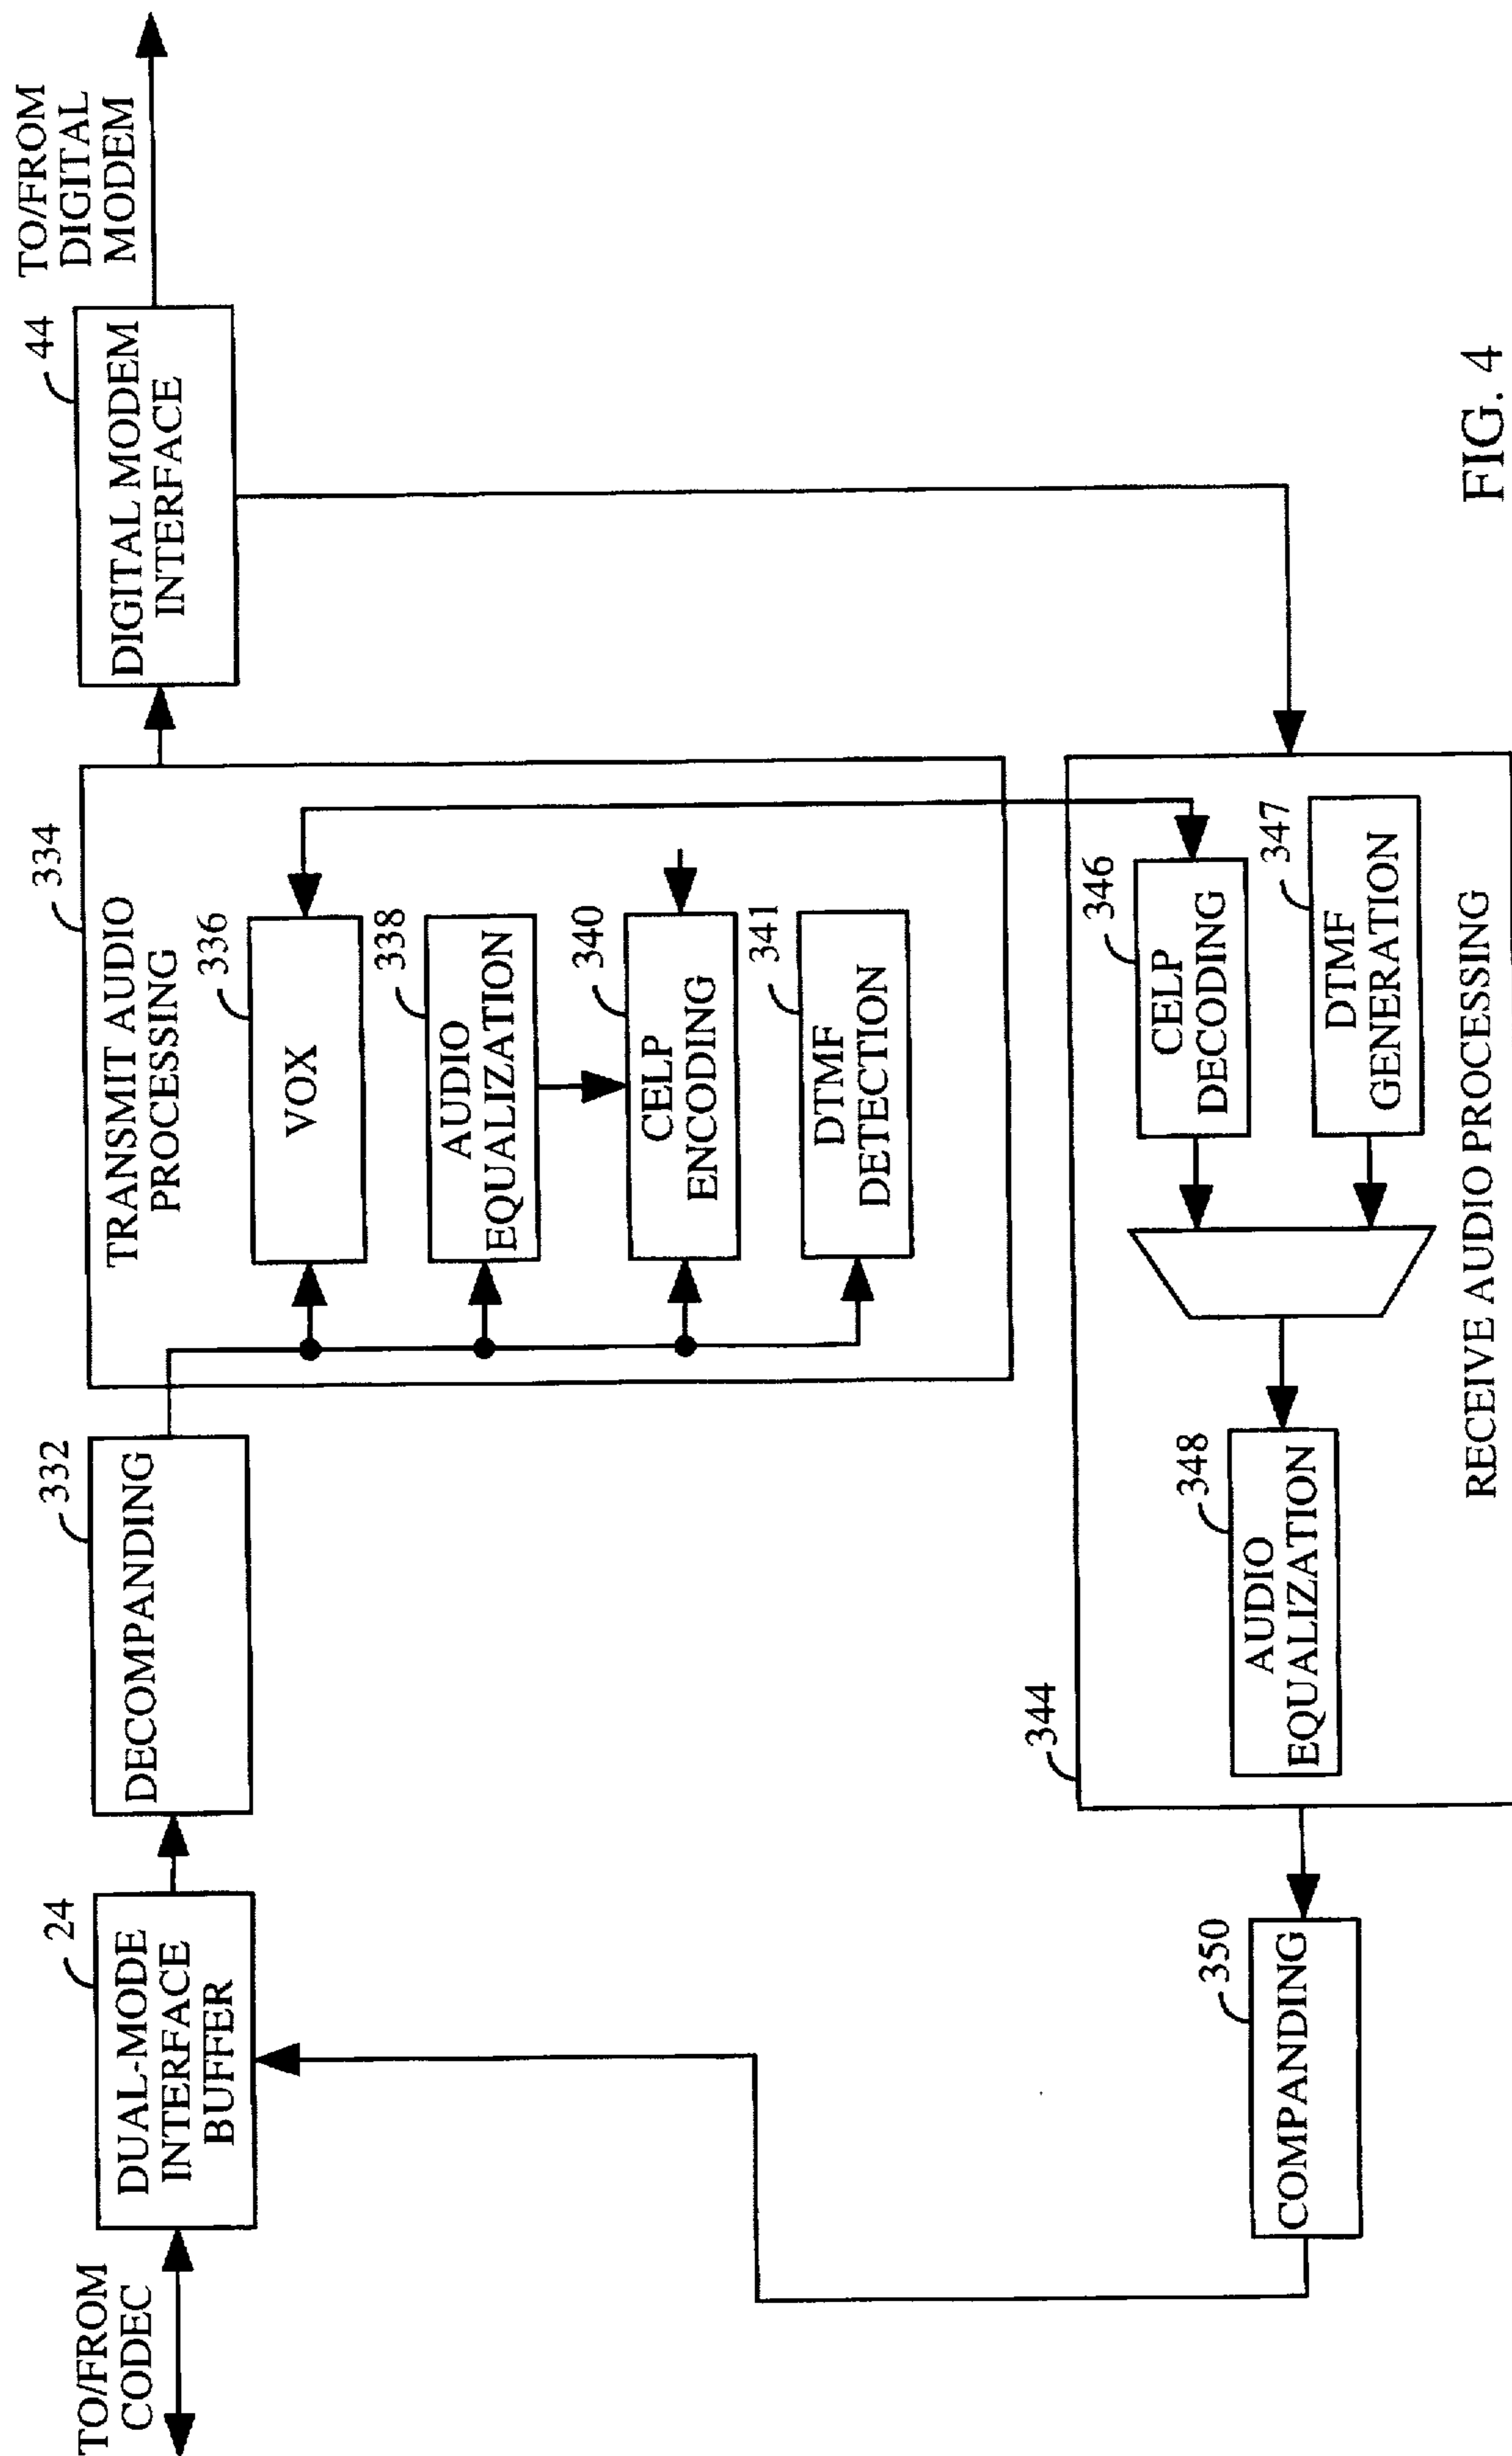 TO/FROM
CODEC
24
DUAL-MODE
INTERFACE
BUFFER
332
DECOMPANDING
334
TRANSMIT AUDIO
PROCESSING
336
VOX
338
AUDIO
EQUALIZATION
340
CELP
ENCODING
341
DTMF
DETECTION
44
DIGITAL MODEM
INTERFACE
TO/FROM
DIGITAL
MODEM
350
COMPANDING
344
348
AUDIO
EQUALIZATION
346
CELP
DECODING
347
DTMF
GENERATION
RECEIVE AUDIO PROCESSING
FIG. 4